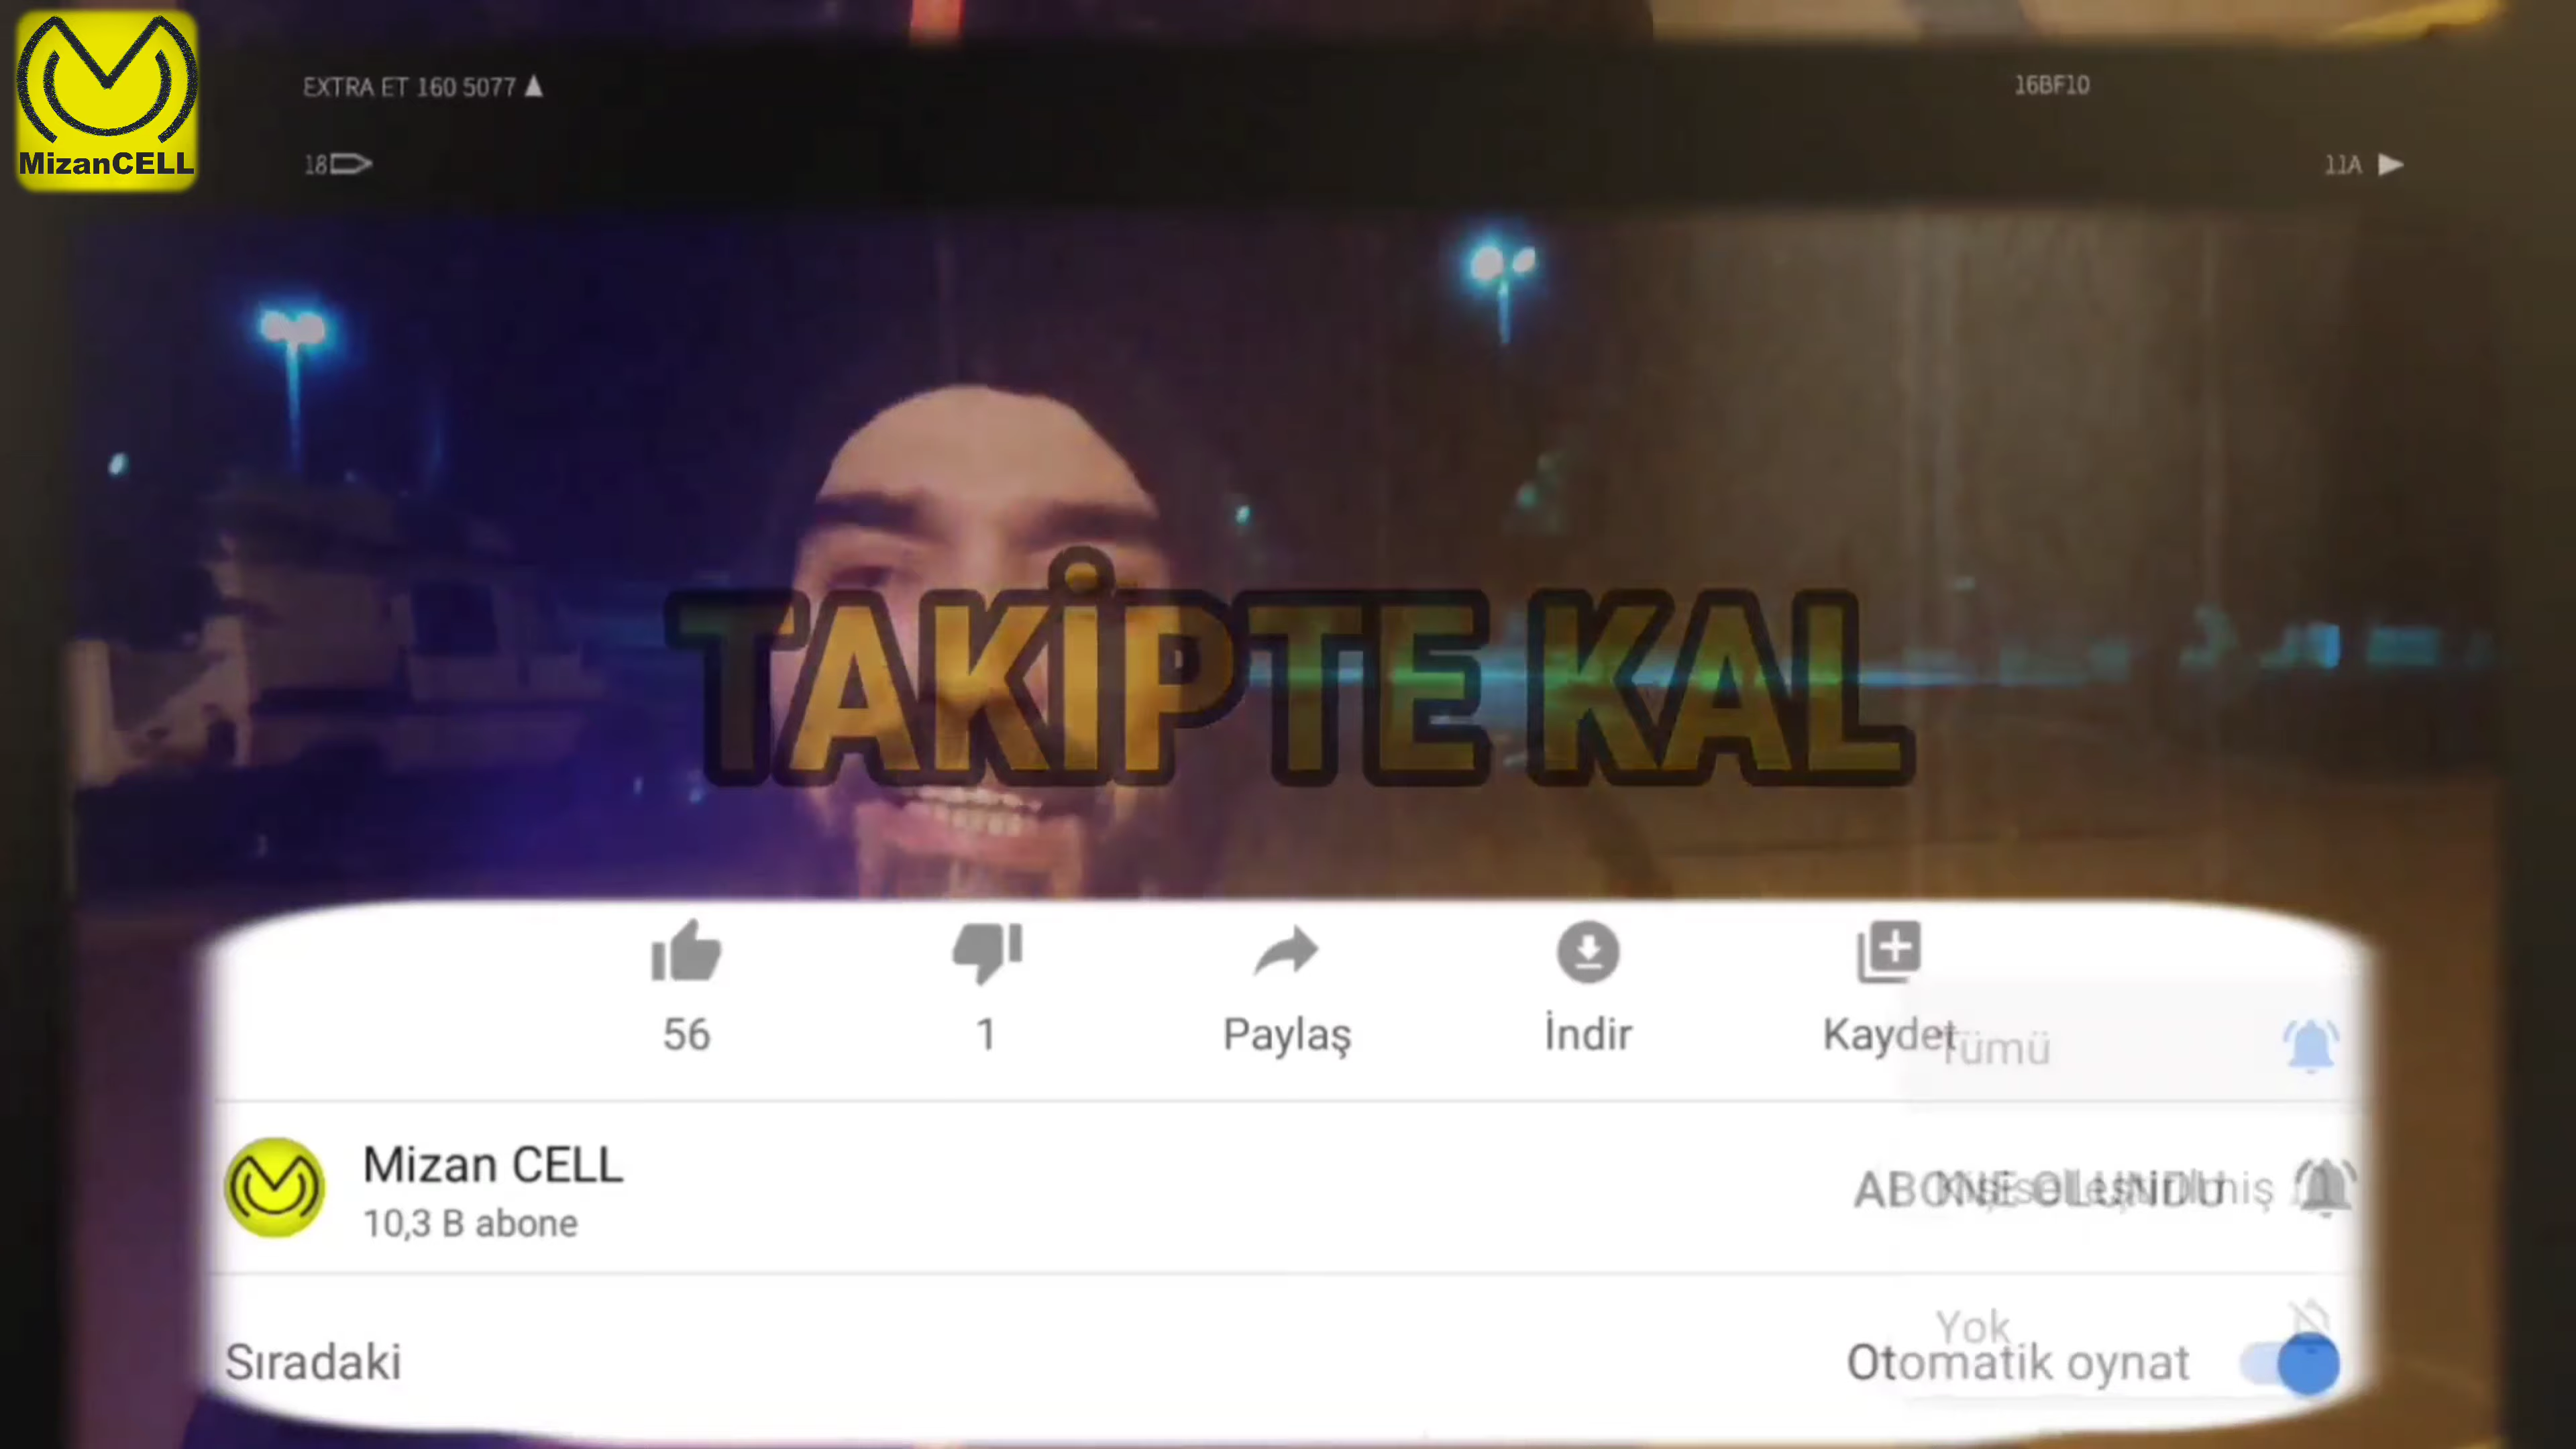 MizanCELL
EXTRA ET 160 5077 ▲
16BF10
18
11A ▶
TAKİPTE KAL
56
1
Paylaş
İndir
Kaydet
Tümü
Mizan CELL
10,3 B abone
ABONE OLUNDU
Kişiselleştirilmiş
Yok
Sıradaki
Otomatik oynat